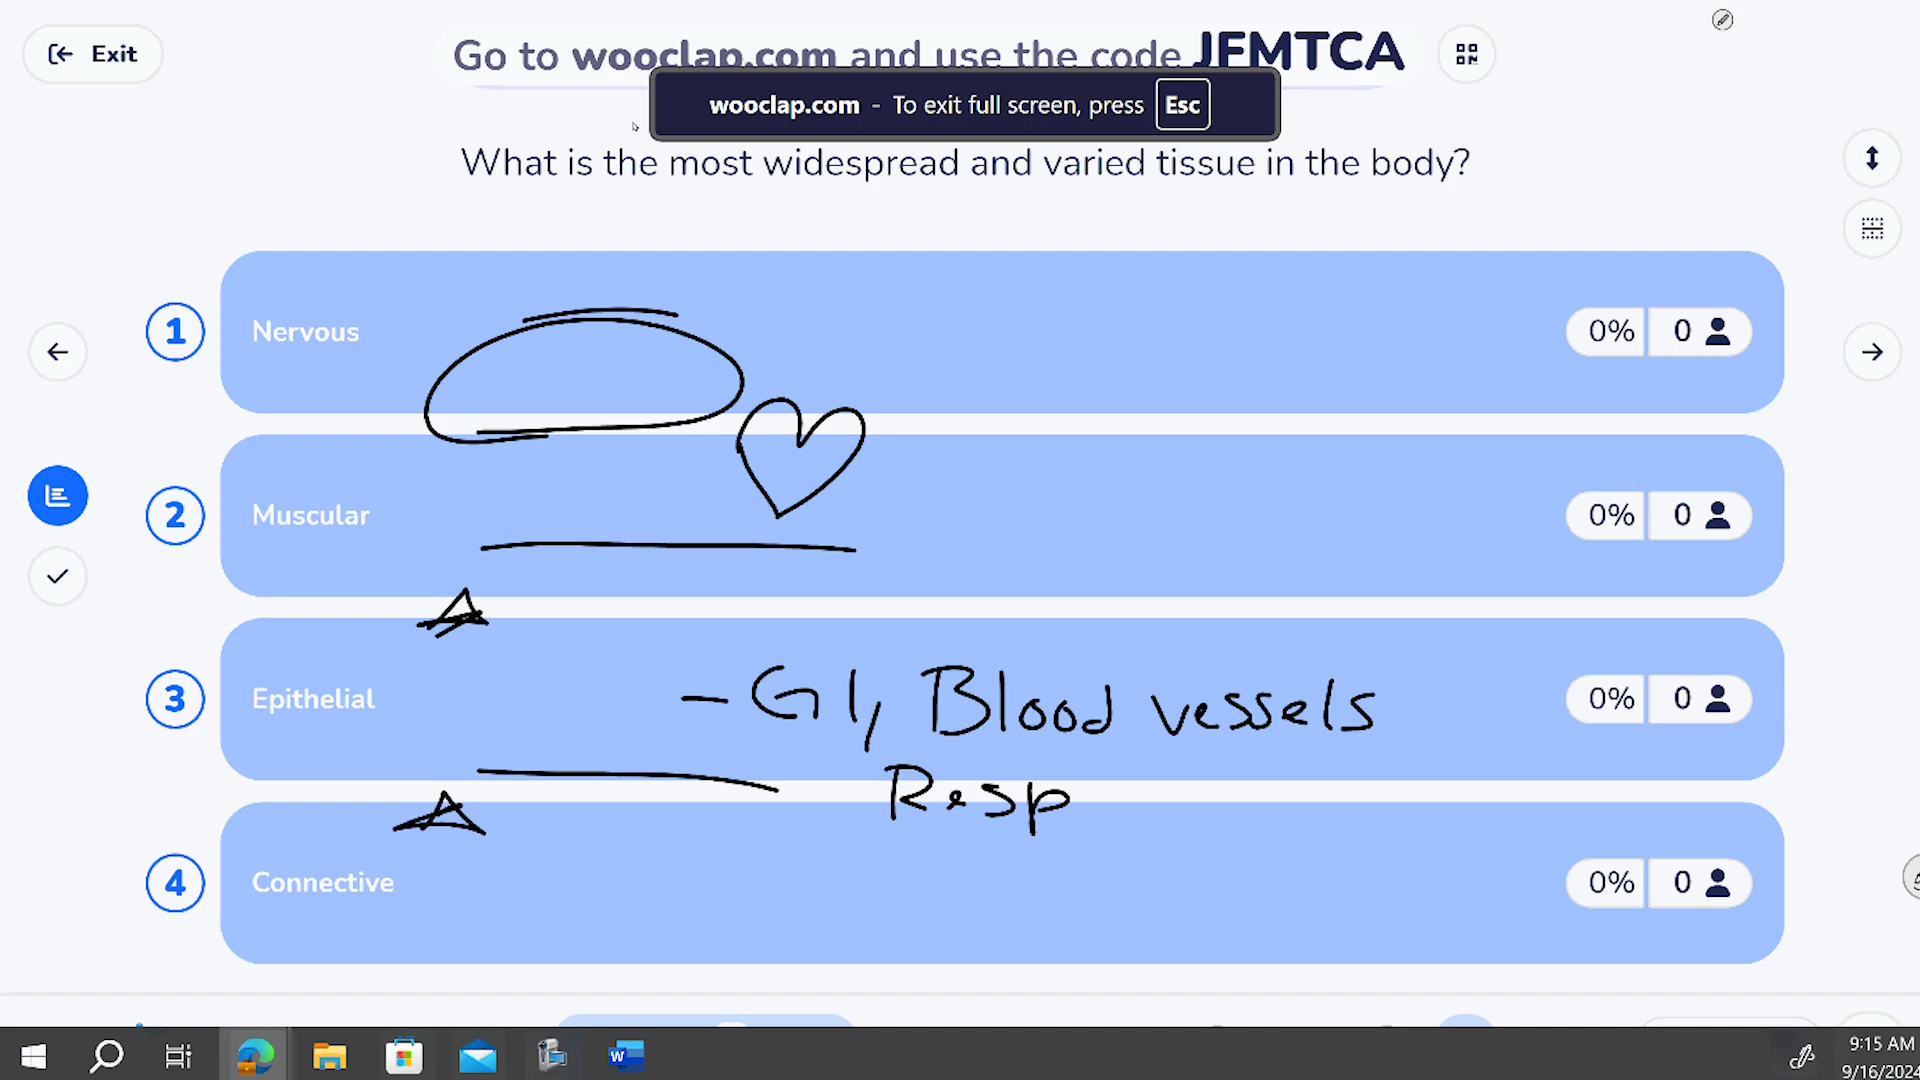 Exit
Go to wooclap.com and use the code JFMTCA
wooclap.com - To exit full screen, press Esc
What is the most widespread and varied tissue in the body?
1 Nervous 0% 0
2 Muscular 0% 0
3 Epithelial 0% 0
- GI, Blood vessels
Resp
4 Connective 0% 0
9:15 AM
9/16/2024